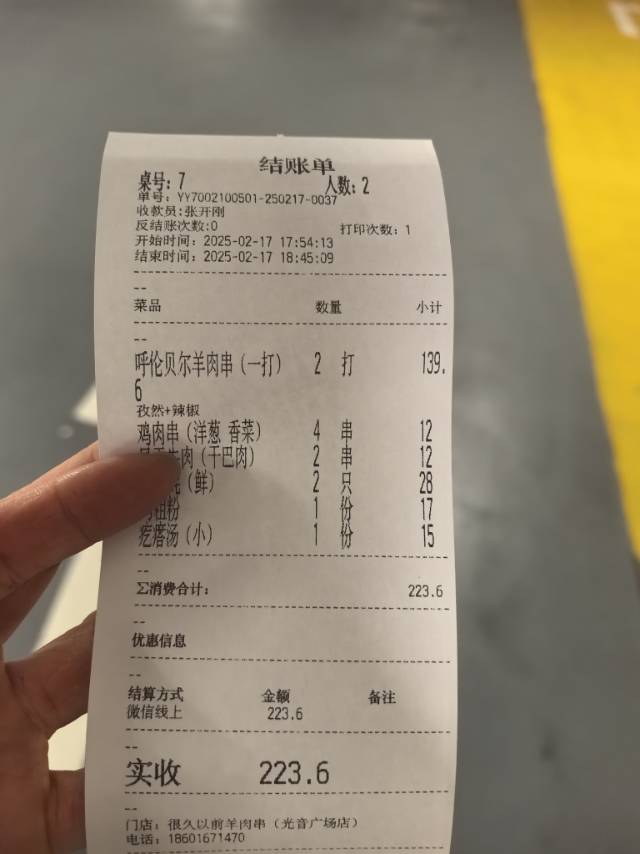 结账单
桌号: 7 人数: 2
单号: YY7002100501-250217-0037
收款员:张开刚
反结账次数:0 打印次数: 1
开始时间: 2025-02-17 17:54:13
结束时间: 2025-02-17 18:45:09
--
菜品 数量 小计
--
呼伦贝尔羊肉串(一打) 2 打 139.
6
孜然+辣椒
鸡肉串(洋葱 香菜) 4 串 12
肉(干巴肉) 2 串 12
(鲜) 2 只 28
粉 1 份 17
疙瘩汤(小) 1 份 15
--
Σ消费合计: 223.6
--
优惠信息
--
结算方式 金额 备注
微信线上 223.6
--
实收 223.6
--
门店: 很久以前羊肉串(光音广场店)
电话: 18601671470